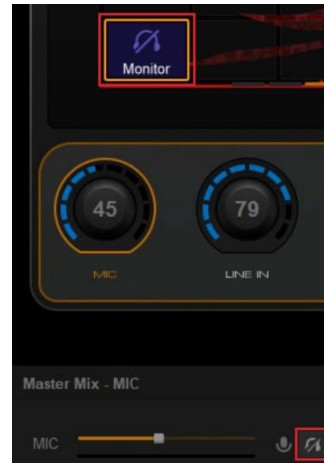 Monitor
45
79
MIC
LINE IN
Master Mix - MIC
MIC